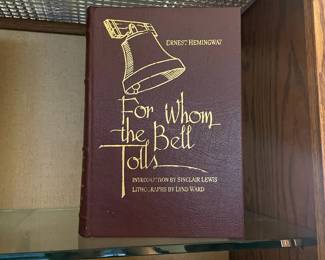 ERNEST HEMINGWAY
For Whom
the Bell
Tolls
INTRODUCTION BY SINCLAIR LEWIS
LITHOGRAPHS BY LYND WARD